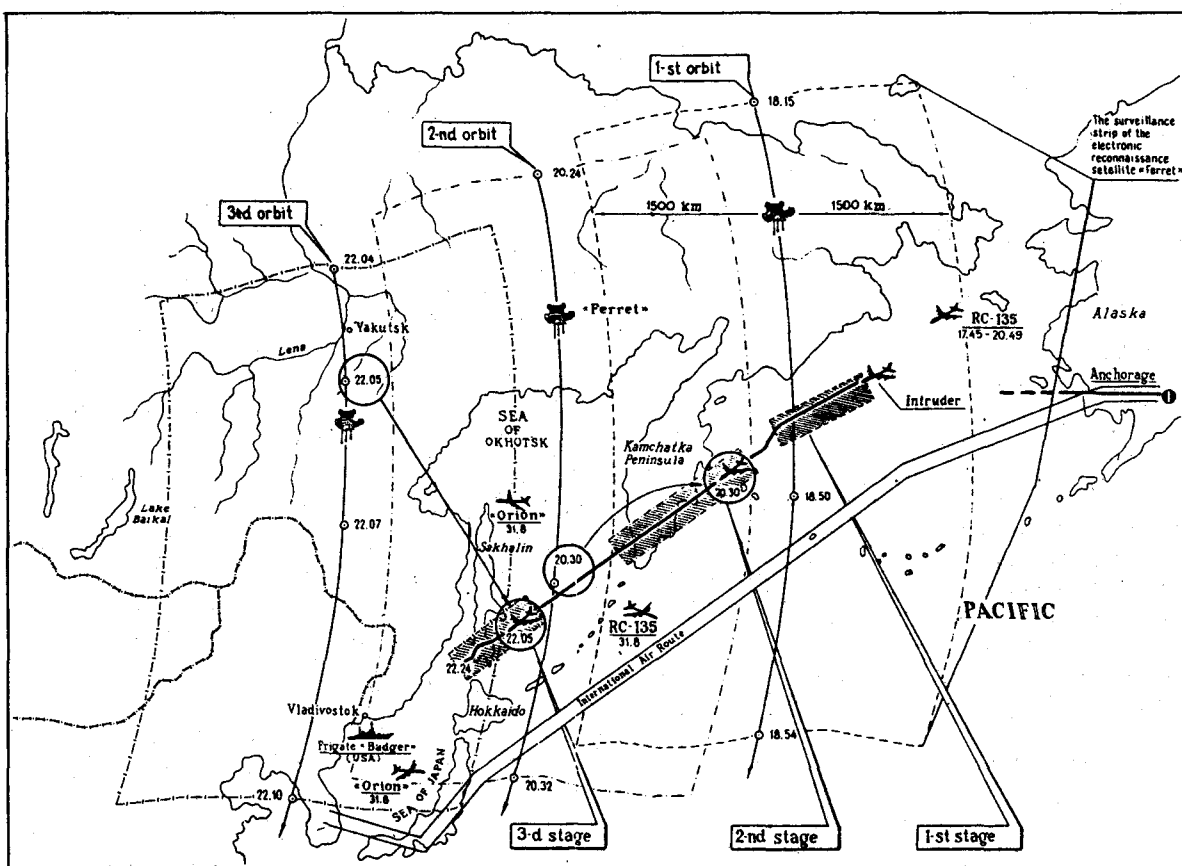 1-st orbit
18.15
The surveillance
strip of the
electronic
reconnaissance
setallite «Ferret»
2-nd orbit
20.24
3td orbit
22.04
1500 km
1500 km
«Ferret»
Yakutsk
Lena
RC-135
17.45 - 20.49
Alaska
Anchorage
22.05
Intruder
SEA
OF
OKHOTSK
Kamchatka
Peninsula
20.30
18.50
Lake
Baikal
22.07
«Orion»
31.8
Sakhalin
20.30
RC-135
31.8
22.05
22.24
PACIFIC
International Air Route
Vladivostok
Hokkaido
Frigate «Badger»
(USA)
«Orion»
31.8
SEA OF JAPAN
18.54
20.32
22.10
3-d stage
2-nd stage
1-st stage